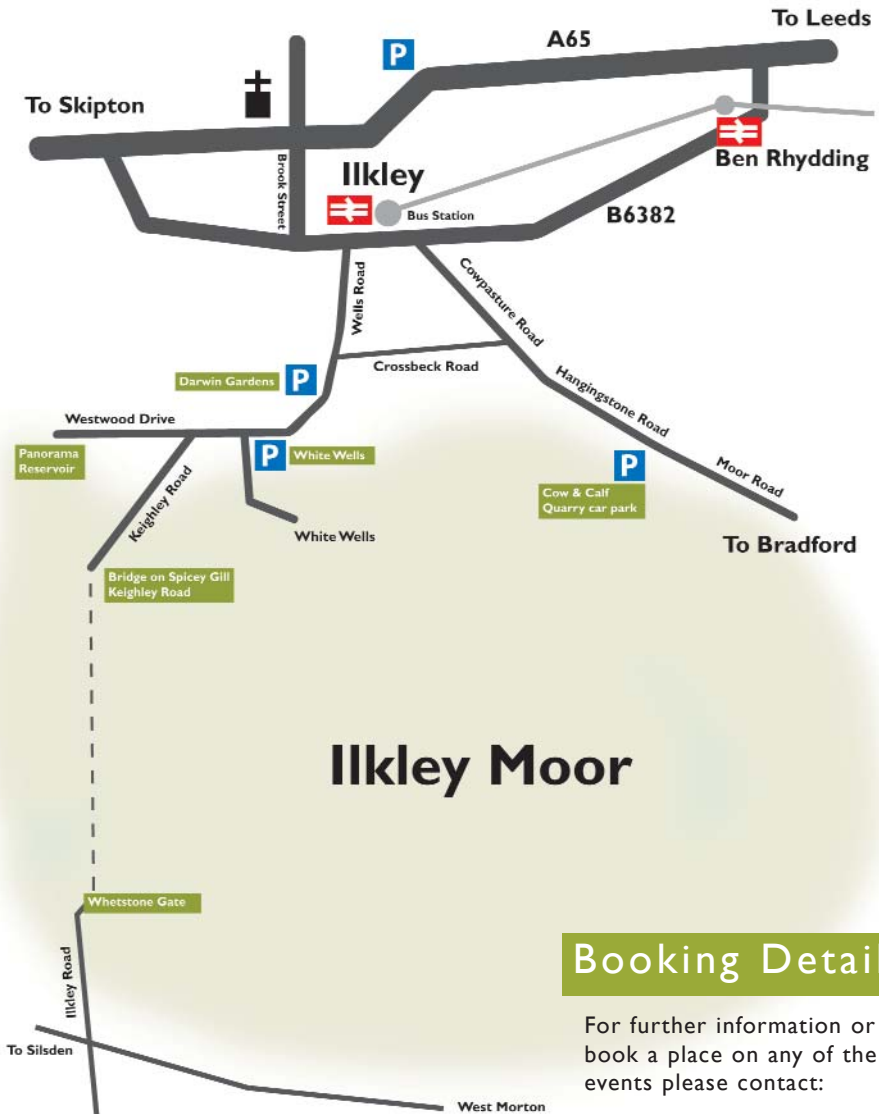 To Leeds
A65
P
To Skipton
Brook Street
Ilkley
Bus Station
Ben Rhydding
B6382
Wells Road
Cowpasture Road
Crossbeck Road
Darwin Gardens
P
Hangingstone Road
Westwood Drive
Panorama
Reservoir
P
White Wells
P
Moor Road
Keighley Road
Cow & Calf
Quarry car park
White Wells
To Bradford
Bridge on Spicey Gill
Keighley Road
Ilkley Moor
Whetstone Gate
Ilkley Road
To Silsden
West Morton
Booking Detail
For further information or
book a place on any of the
events please contact: